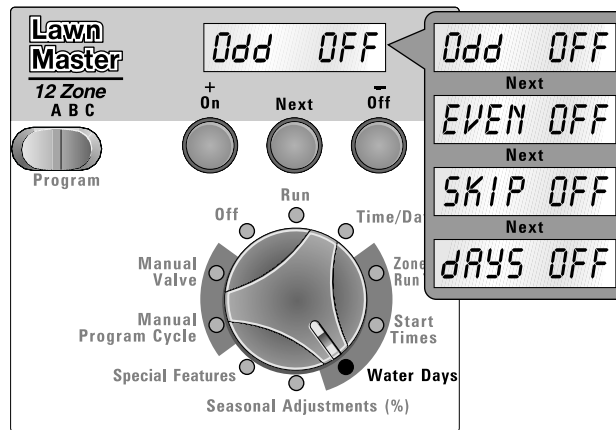 Lawn
Master
12 Zone
A B C
Program
Odd OFF
+
On
Next
−
Off
Odd OFF
Next
EVEN OFF
Next
SKIP OFF
Next
dAYS OFF
Run
Off
Time/Da
Manual
Valve
Zone
Run
Manual
Program Cycle
Start
Times
Special Features
Water Days
Seasonal Adjustments (%)